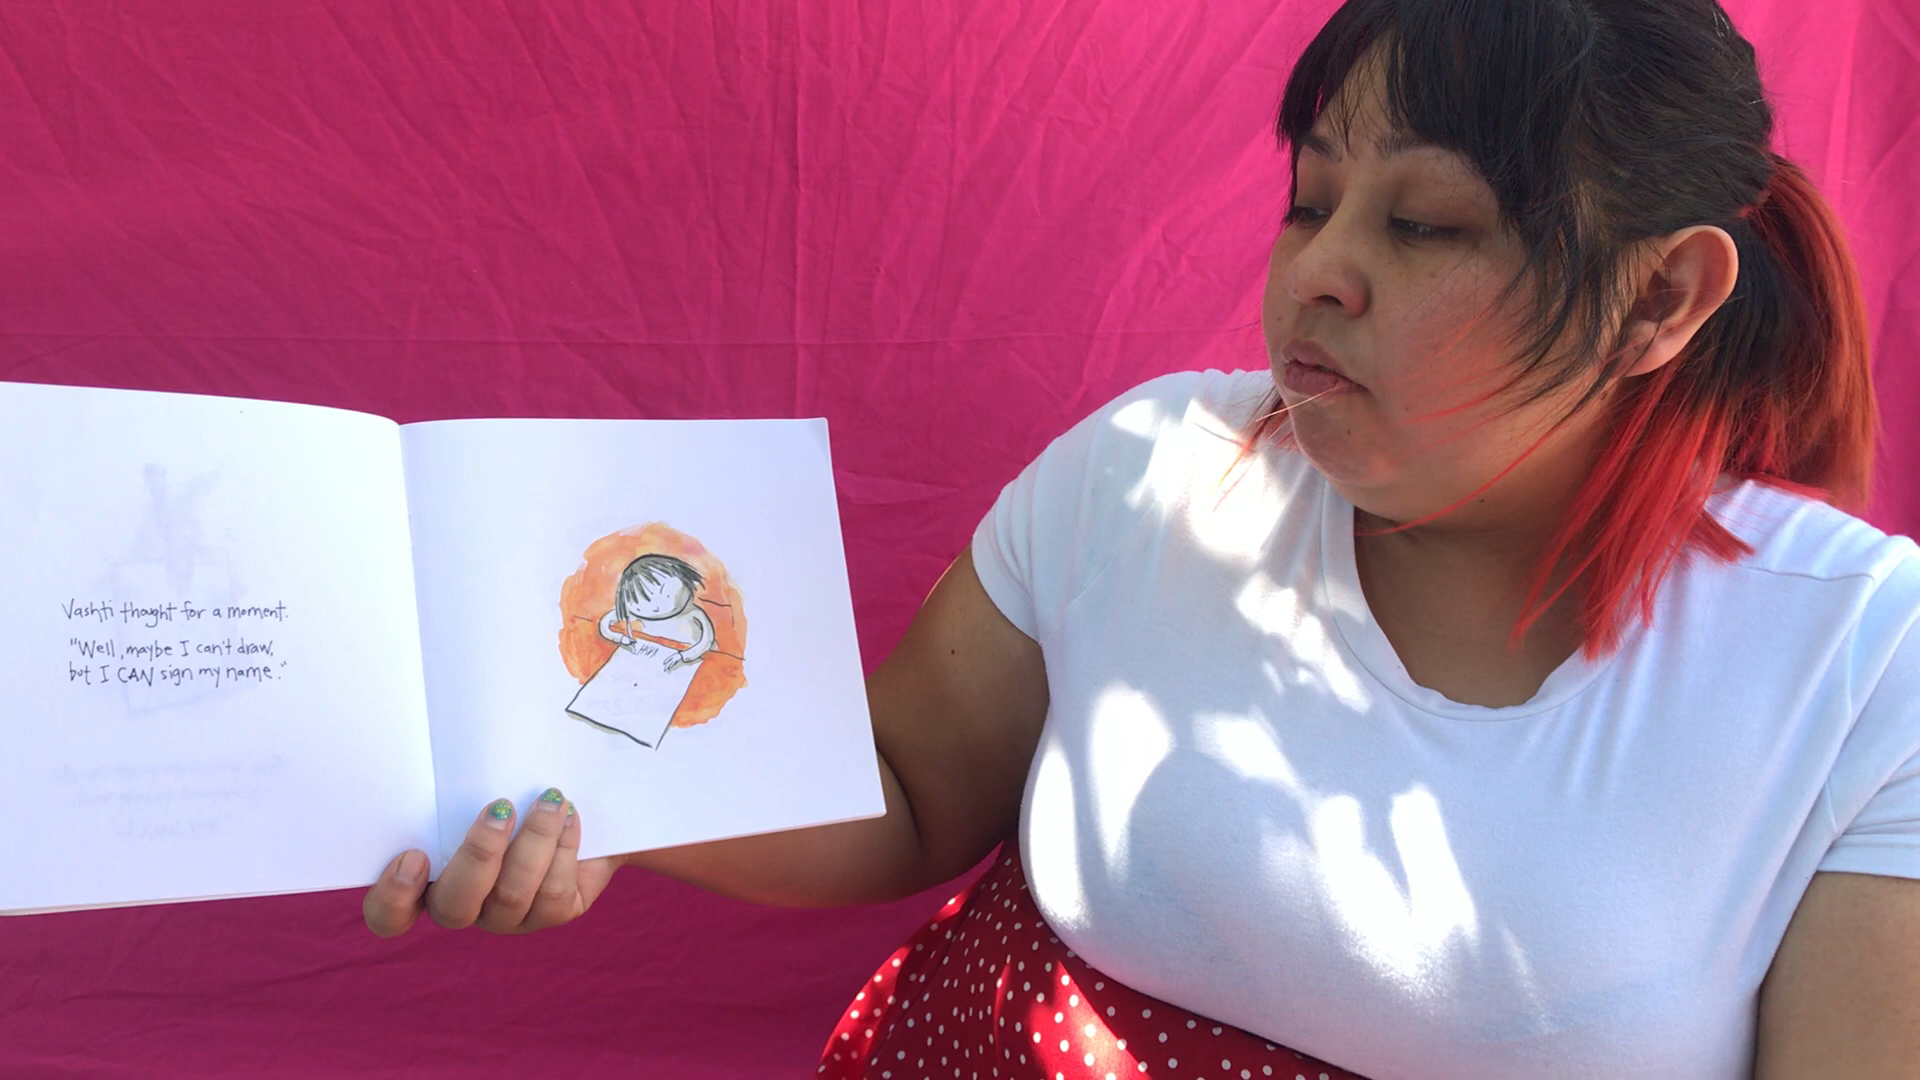 Vashti thought for a moment.
"Well, maybe I can't draw,
but I CAN sign my name."